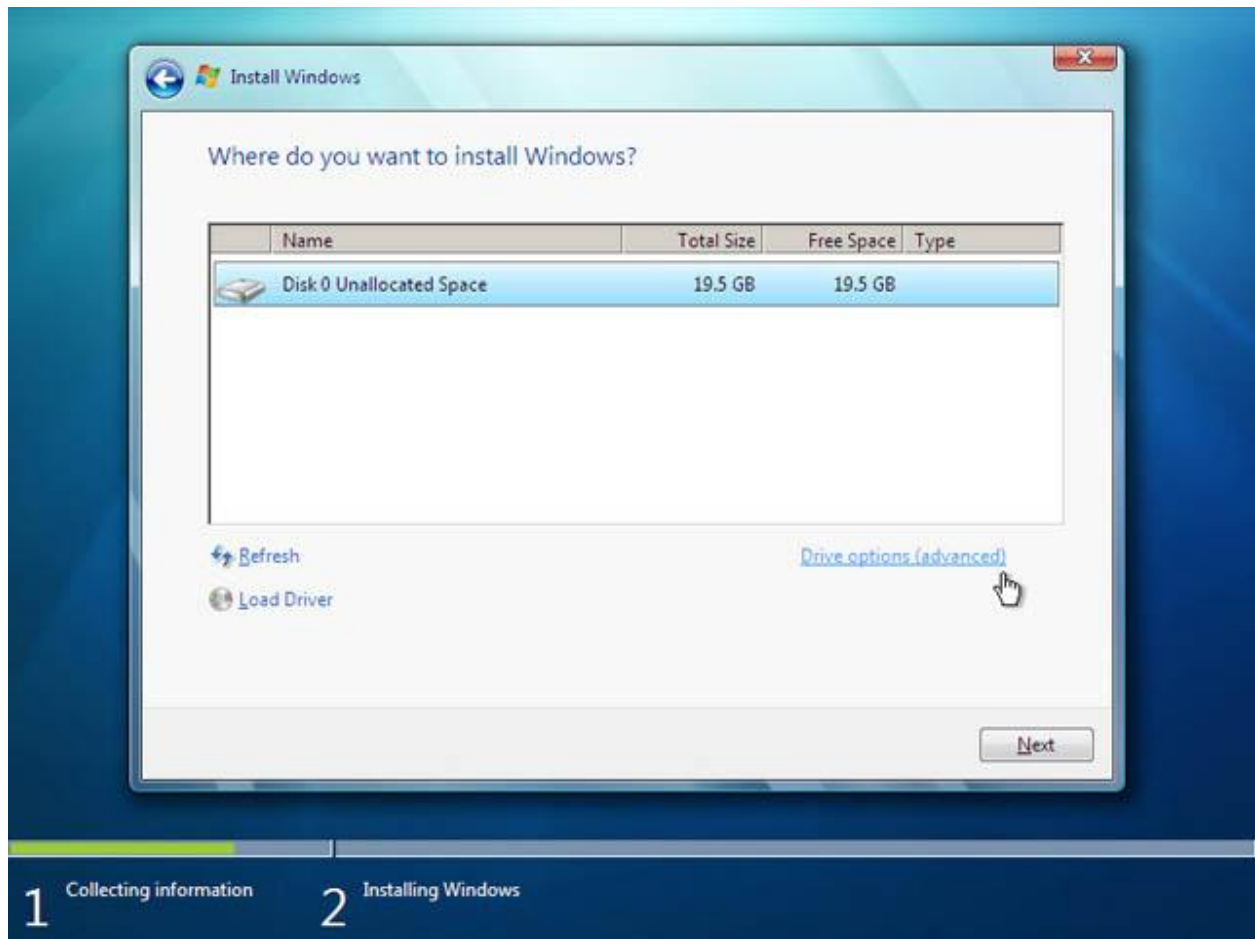 Install Windows
Where do you want to install Windows?
Name Total Size Free Space Type
Disk 0 Unallocated Space 19.5 GB 19.5 GB
Refresh Drive options (advanced)
Load Driver
Next
1 Collecting information 2 Installing Windows